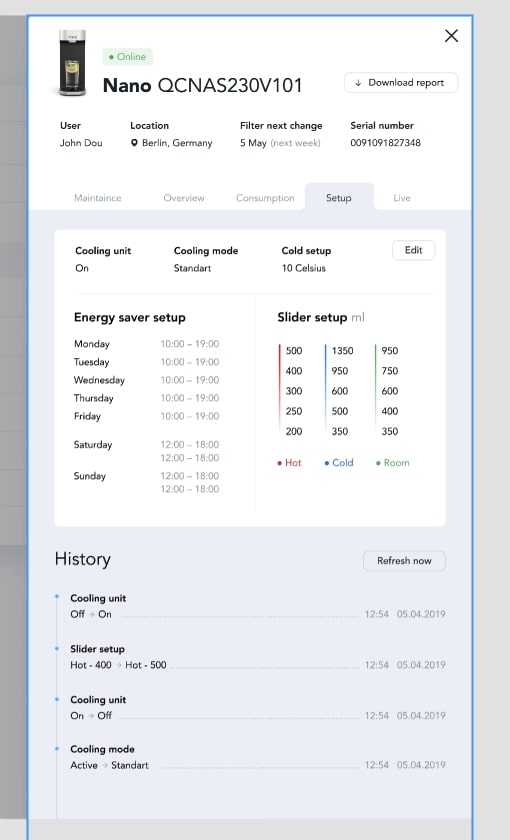 Online
Nano QCNAS230V101
↓ Download report
User
Location
Filter next change
Serial number
John Dou
Berlin, Germany
5 May (next week)
0091091827348
Maintaince
Overview
Consumption
Setup
Live
Cooling unit
Cooling mode
Cold setup
Edit
On
Standart
10 Celsius
Energy saver setup
Monday 10:00 – 19:00
Tuesday 10:00 – 19:00
Wednesday 10:00 – 19:00
Thursday 10:00 – 19:00
Friday 10:00 – 19:00
Saturday 12:00 – 18:00
12:00 – 18:00
Sunday 12:00 – 18:00
12:00 – 18:00
Slider setup ml
500 1350 950
400 950 750
300 600 600
250 500 400
200 350 350
Hot Cold Room
History
Refresh now
Cooling unit
Off → On 12:54 05.04.2019
Slider setup
Hot - 400 → Hot - 500 12:54 05.04.2019
Cooling unit
On → Off 12:54 05.04.2019
Cooling mode
Active → Standart 12:54 05.04.2019